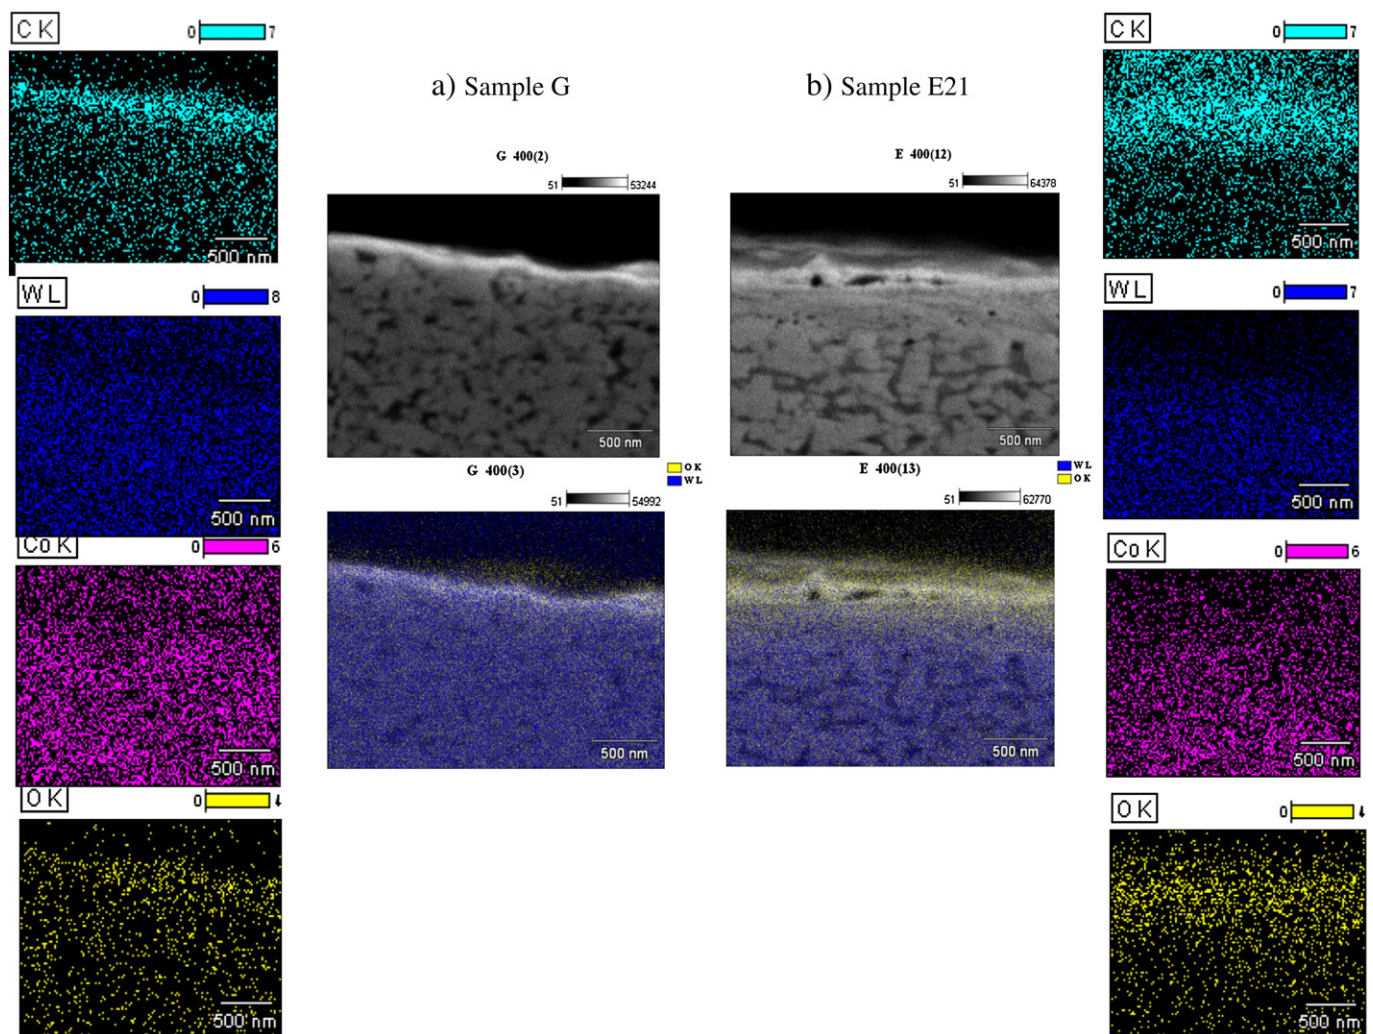 C K
0 7
500 nm
W L
0 8
500 nm
Co K
0 6
500 nm
O K
0 4
500 nm
a) Sample G
G 400(2)
51 53244
500 nm
G 400(3)
O K
W L
51 54992
500 nm
b) Sample E21
E 400(12)
51 64378
500 nm
E 400(13)
W L
O K
51 62770
500 nm
C K
0 7
500 nm
W L
0 7
500 nm
Co K
0 6
500 nm
O K
0 4
500 nm